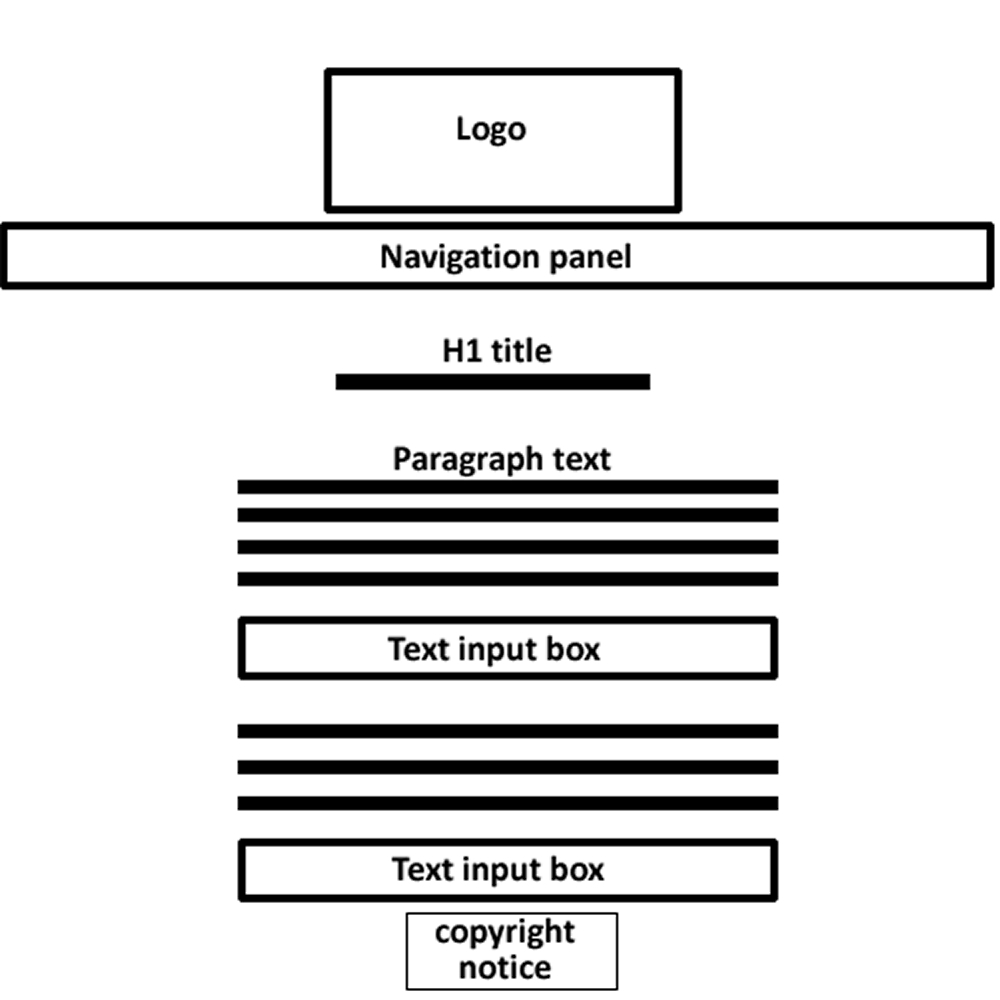 Logo
Navigation panel
H1 title
Paragraph text
Text input box
Text input box
copyright
notice